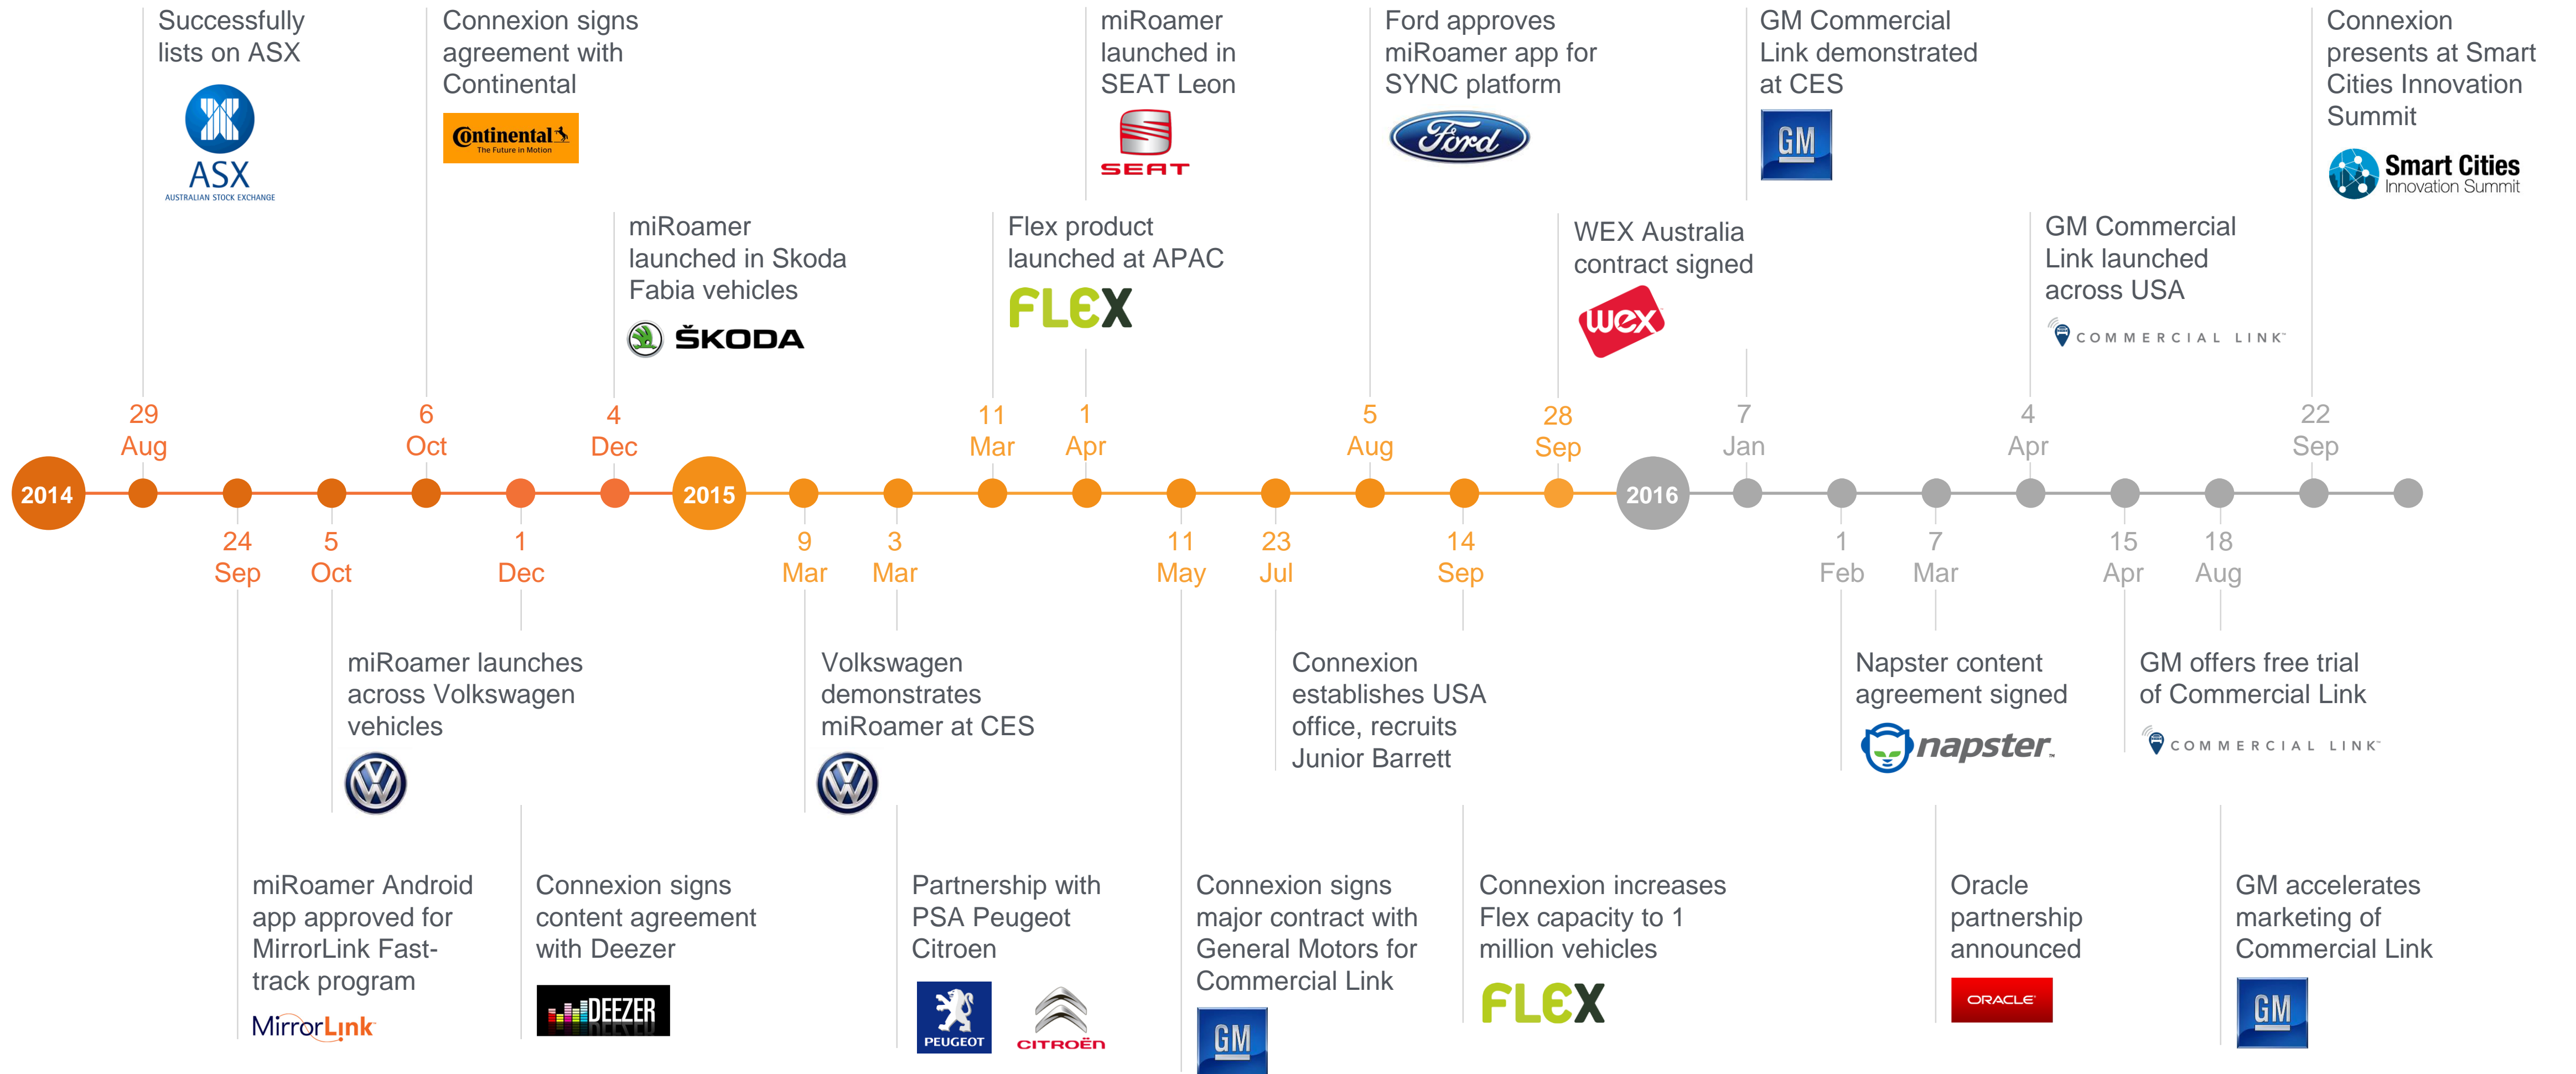 Successfully
lists on ASX
ASX
AUSTRALIAN STOCK EXCHANGE
Connexion signs
agreement with
Continental
Continental
The Future in Motion
miRoamer
launched in
SEAT Leon
SEAT
Ford approves
miRoamer app for
SYNC platform
Ford
GM Commercial
Link demonstrated
at CES
GM
Connexion
presents at Smart
Cities Innovation
Summit
Smart Cities
Innovation Summit
miRoamer
launched in Skoda
Fabia vehicles
ŠKODA
Flex product
launched at APAC
FLEX
WEX Australia
contract signed
wex
GM Commercial
Link launched
across USA
COMMERCIAL LINK™
29
Aug
6
Oct
4
Dec
11
Mar
1
Apr
5
Aug
28
Sep
7
Jan
4
Apr
22
Sep
2014
2015
2016
24
Sep
5
Oct
1
Dec
9
Mar
3
Mar
11
May
23
Jul
14
Sep
1
Feb
7
Mar
15
Apr
18
Aug
miRoamer launches
across Volkswagen
vehicles
VW
Volkswagen
demonstrates
miRoamer at CES
VW
Connexion
establishes USA
office, recruits
Junior Barrett
Napster content
agreement signed
napster™
GM offers free trial
of Commercial Link
COMMERCIAL LINK™
miRoamer Android
app approved for
MirrorLink Fast-
track program
MirrorLink™
Connexion signs
content agreement
with Deezer
DEEZER
Partnership with
PSA Peugeot
Citroen
PEUGEOT
CITROËN
Connexion signs
major contract with
General Motors for
Commercial Link
GM
Connexion increases
Flex capacity to 1
million vehicles
FLEX
Oracle
partnership
announced
ORACLE
GM accelerates
marketing of
Commercial Link
GM